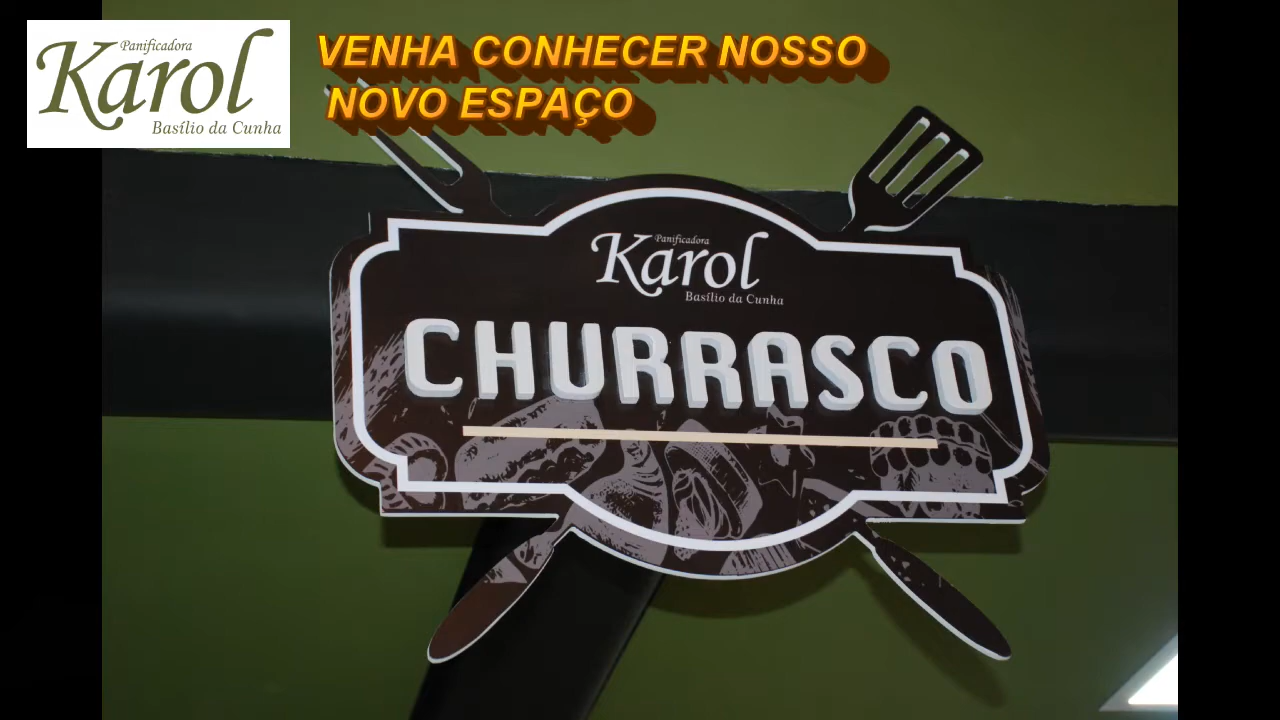 Panificadora
Karol
Basílio da Cunha
VENHA CONHECER NOSSO
NOVO ESPAÇO
Panificadora
Karol
Basílio da Cunha
CHURRASCO